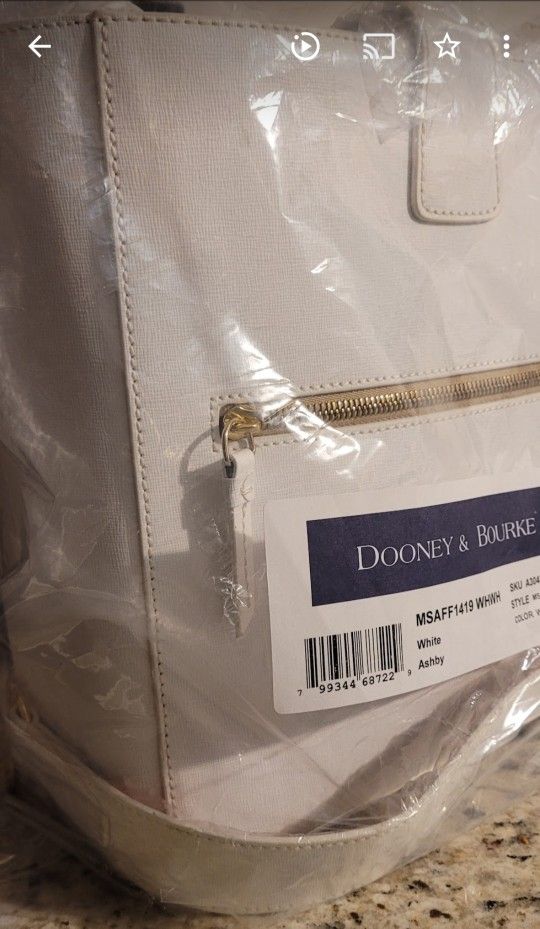 DOONEY & BOURKE
MSAFF1419 WHWH
White
Ashby
SKU
STYLE
COLOR
7 99344 68722 9